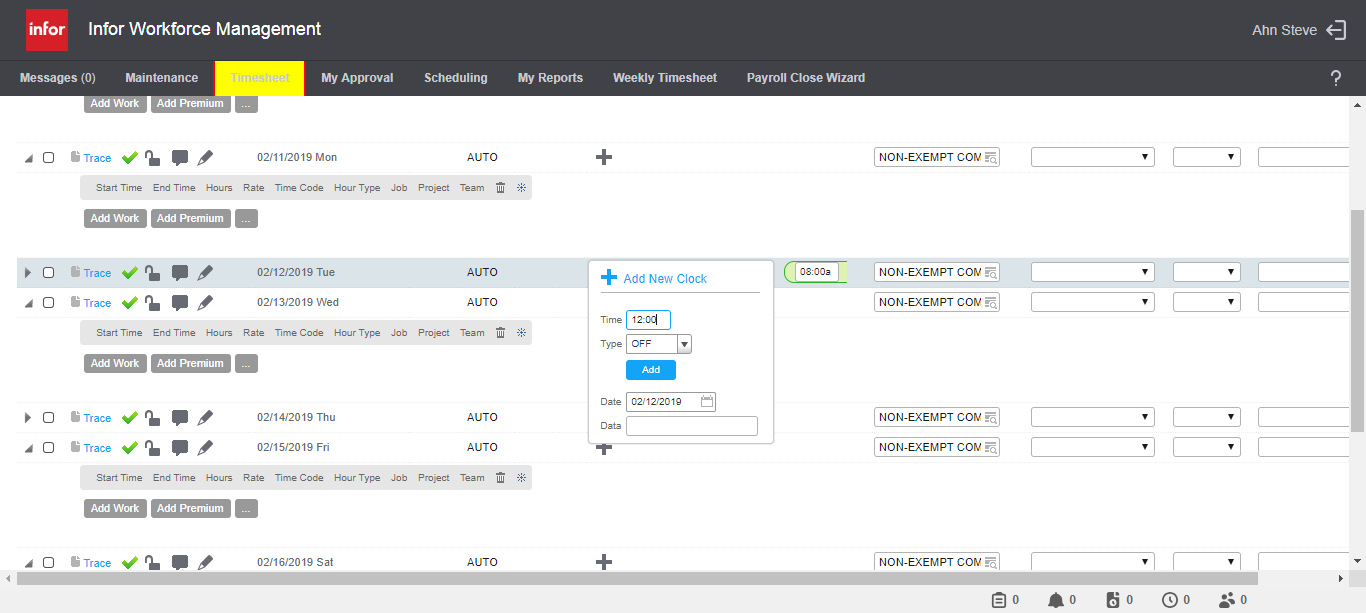 infor Infor Workforce Management Ahn Steve
Messages (0) Maintenance Timesheet My Approval Scheduling My Reports Weekly Timesheet Payroll Close Wizard ?
Add Work Add Premium ...
Trace 02/11/2019 Mon AUTO NON-EXEMPT COM
Start Time End Time Hours Rate Time Code Hour Type Job Project Team
Add Work Add Premium ...
Trace 02/12/2019 Tue AUTO 08:00a NON-EXEMPT COM
Add New Clock
Trace 02/13/2019 Wed AUTO NON-EXEMPT COM
Time 12:00
Start Time End Time Hours Rate Time Code Hour Type Job Project Team
Type OFF
Add Work Add Premium ...
Add
Date 02/12/2019
Trace 02/14/2019 Thu AUTO NON-EXEMPT COM
Data
Trace 02/15/2019 Fri AUTO NON-EXEMPT COM
Start Time End Time Hours Rate Time Code Hour Type Job Project Team
Add Work Add Premium ...
Trace 02/16/2019 Sat AUTO NON-EXEMPT COM
0 0 0 0 0